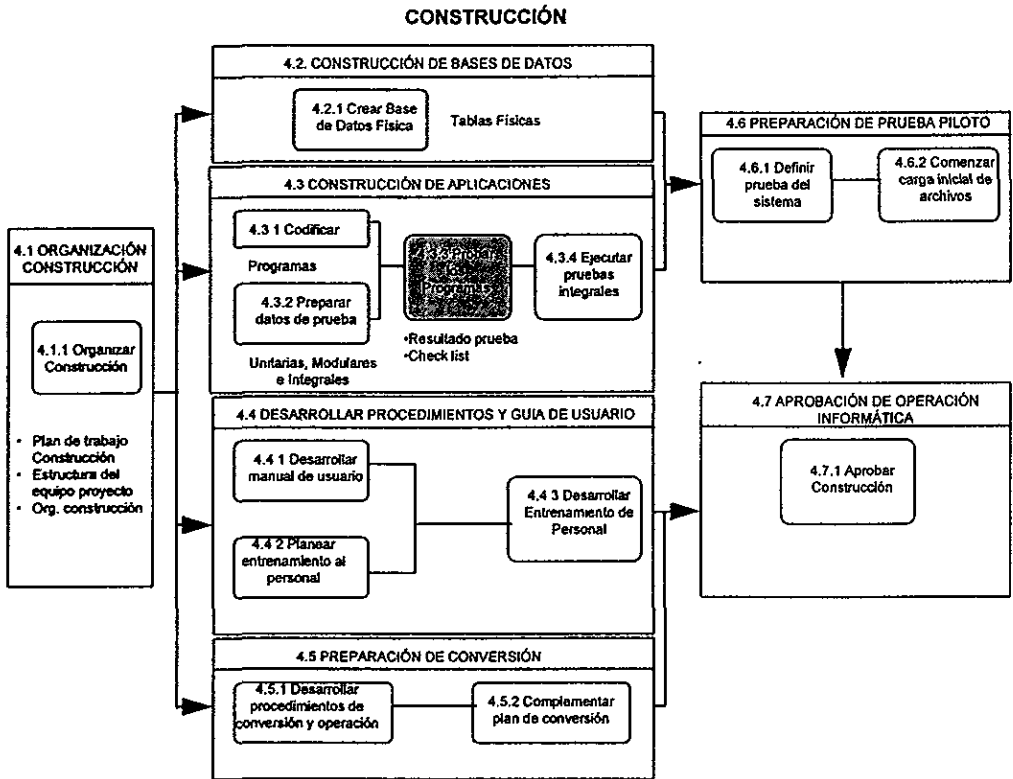 CONSTRUCCIÓN
4.1 ORGANIZACIÓN
CONSTRUCCIÓN
4.1.1 Organizar
Construcción
• Plan de trabajo
Construcción
• Estructura del
equipo proyecto
• Org. construcción
4.2. CONSTRUCCIÓN DE BASES DE DATOS
4.2.1 Crear Base
de Datos Física
Tablas Físicas
4.3 CONSTRUCCIÓN DE APLICACIONES
4.3 1 Codificar
Programas
4.3.2 Preparar
datos de prueba
Unitarias, Modulares
e Integrales
4.3.3 Probar
los
Programas
•Resultado prueba
•Check list
4.3.4 Ejecutar
pruebas
integrales
4.4 DESARROLLAR PROCEDIMIENTOS Y GUIA DE USUARIO
4.4 1 Desarrollar
manual de usuario
4.4 2 Planear
entrenamiento al
personal
4.4 3 Desarrollar
Entrenamiento de
Personal
4.5 PREPARACIÓN DE CONVERSIÓN
4.5.1 Desarrollar
procedimientos de
conversión y operación
4.5.2 Complementar
plan de conversión
4.6 PREPARACIÓN DE PRUEBA PILOTO
4.6.1 Definir
prueba del
sistema
4.6.2 Comenzar
carga inicial de
archivos
4.7 APROBACIÓN DE OPERACIÓN
INFORMÁTICA
4.7.1 Aprobar
Construcción